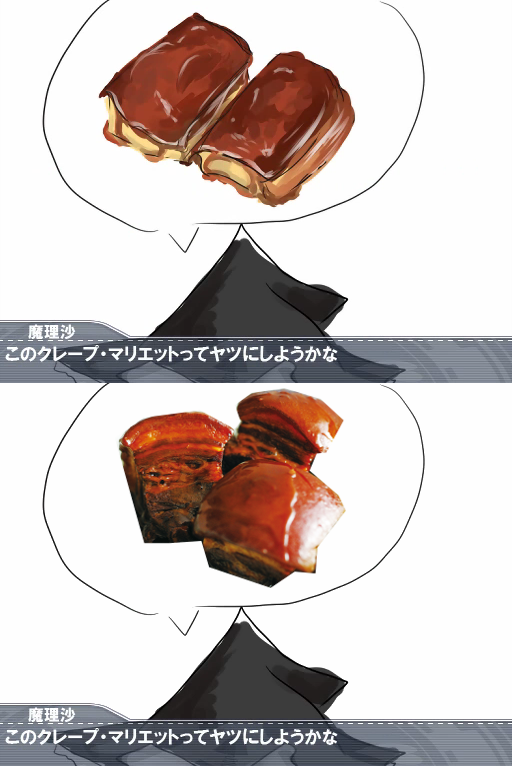 魔理沙
このクレープ・マリエットってヤツにしようかな
魔理沙
このクレープ・マリエットってヤツにしようかな